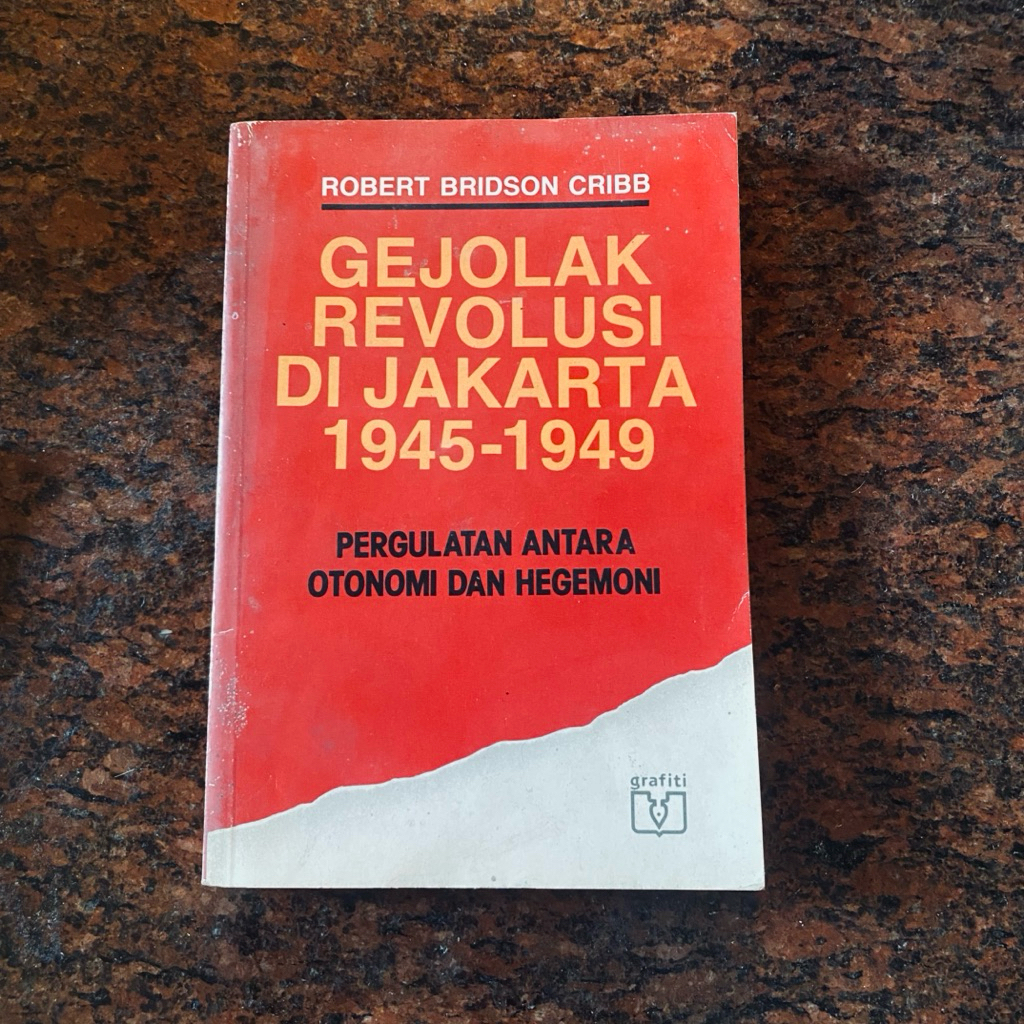 ROBERT BRIDSON CRIBB
GEJOLAK
REVOLUSI
DI JAKARTA
1945-1949
PERGULATAN ANTARA
OTONOMI DAN HEGEMONI
grafiti